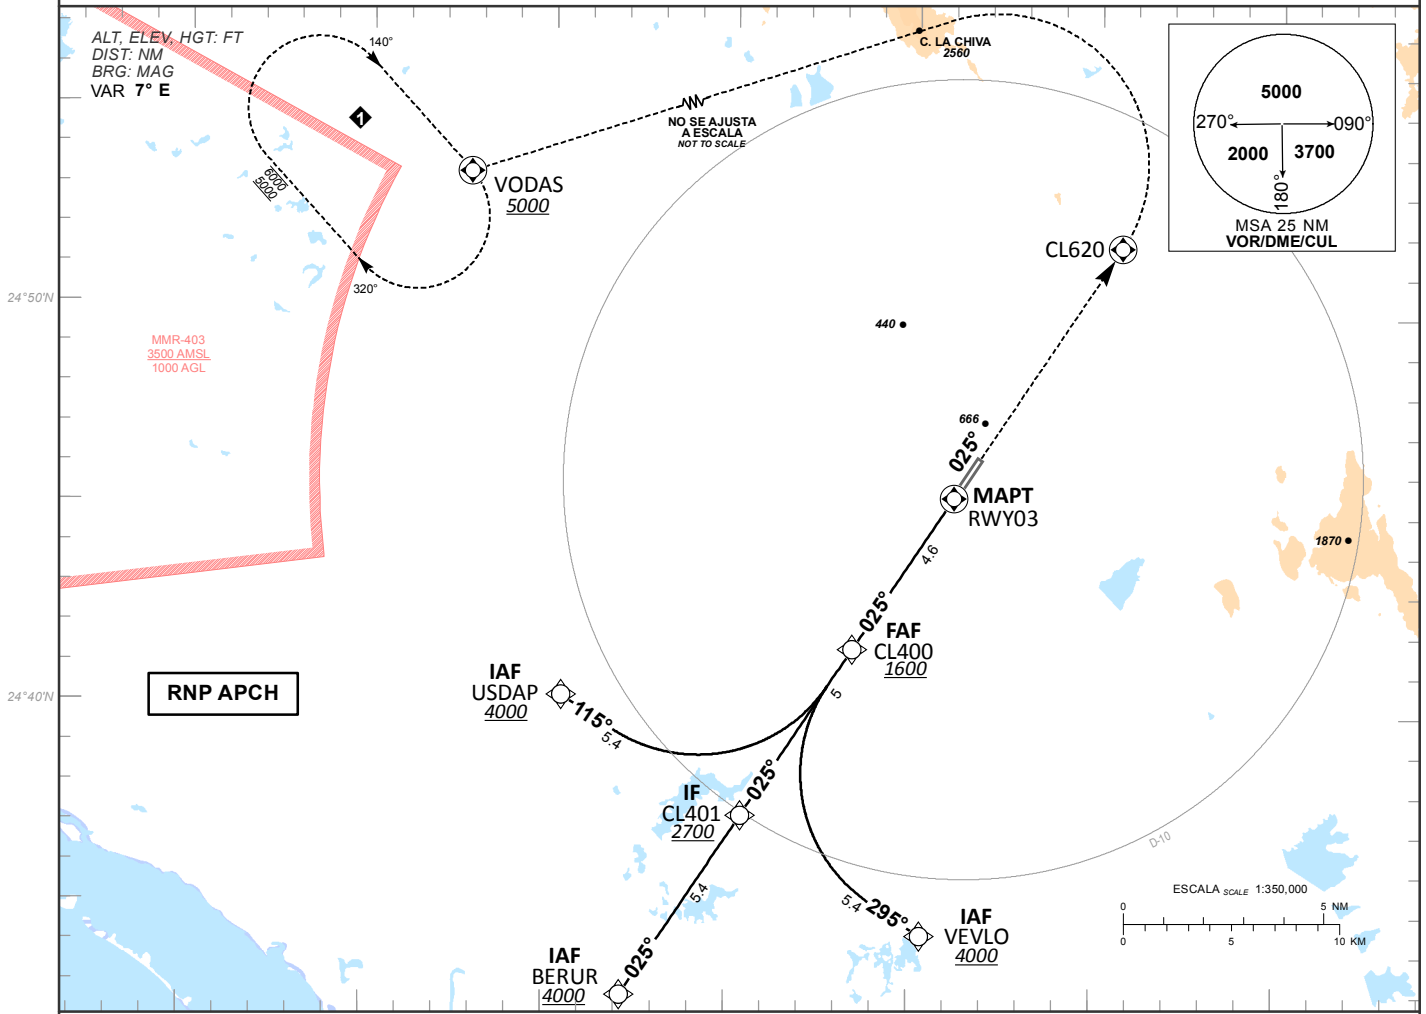 ALT, ELEV, HGT: FT
DIST: NM
BRG: MAG
VAR 7° E
140°
1
6000
5000
320°
VODAS
5000
NO SE AJUSTA
A ESCALA
NOT TO SCALE
C. LA CHIVA
2560
5000
270°
090°
2000
3700
180°
MSA 25 NM
VOR/DME/CUL
CL620
24°50'N
MMR-403
3500 AMSL
1000 AGL
440
666
025°
MAPT
RWY03
1870
4.6
025°
FAF
CL400
1600
24°40'N
RNP APCH
IAF
USDAP
4000
115°
5.4
5
025°
IF
CL401
2700
D-10
5.4
025°
IAF
BERUR
4000
5.4
295°
IAF
VEVLO
4000
ESCALA SCALE 1:350,000
0 5 NM
0 5 10 KM